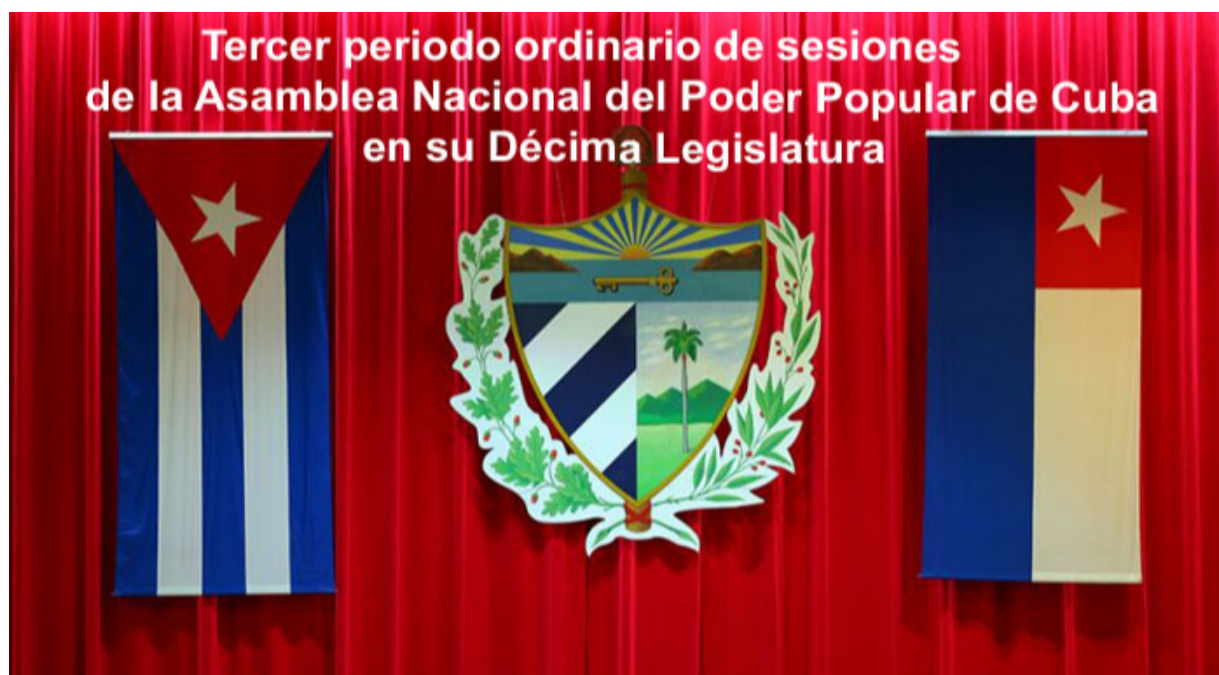 Tercer periodo ordinario de sesiones
de la Asamblea Nacional del Poder Popular de Cuba
en su Décima Legislatura